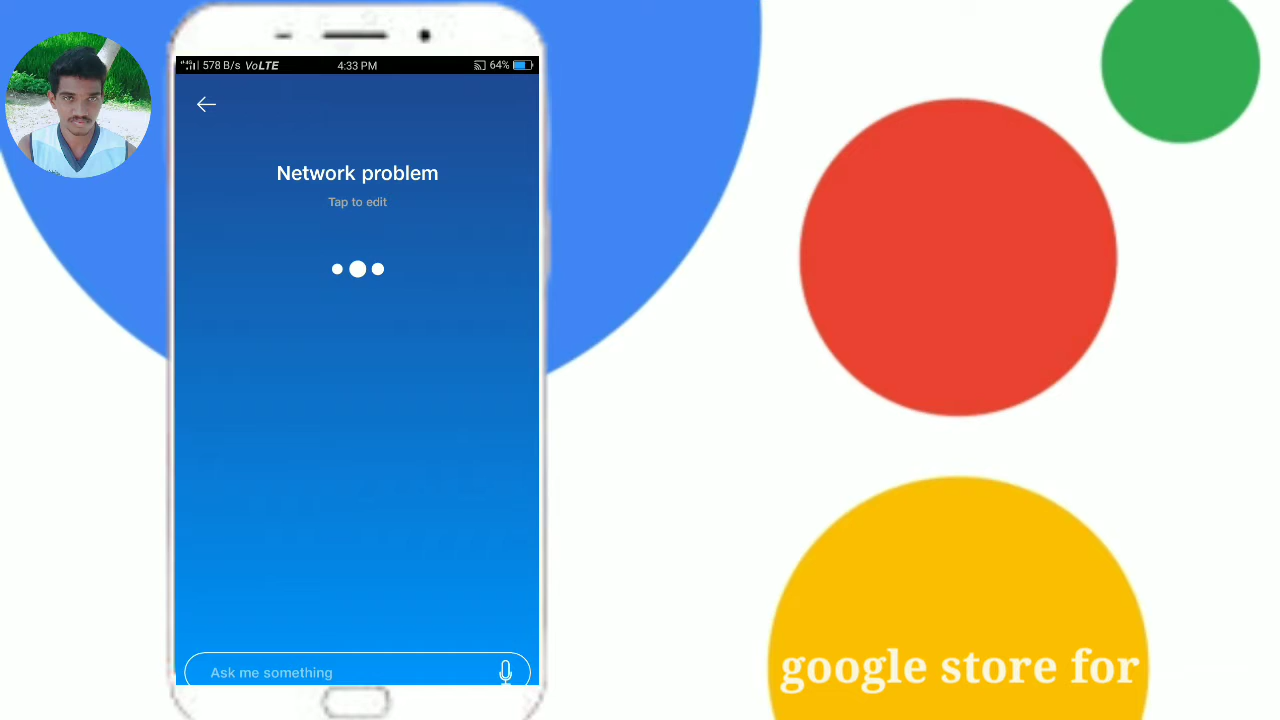 578 B/s VoLTE 4:33 PM 64%
Network problem
Tap to edit
Ask me something
google store for